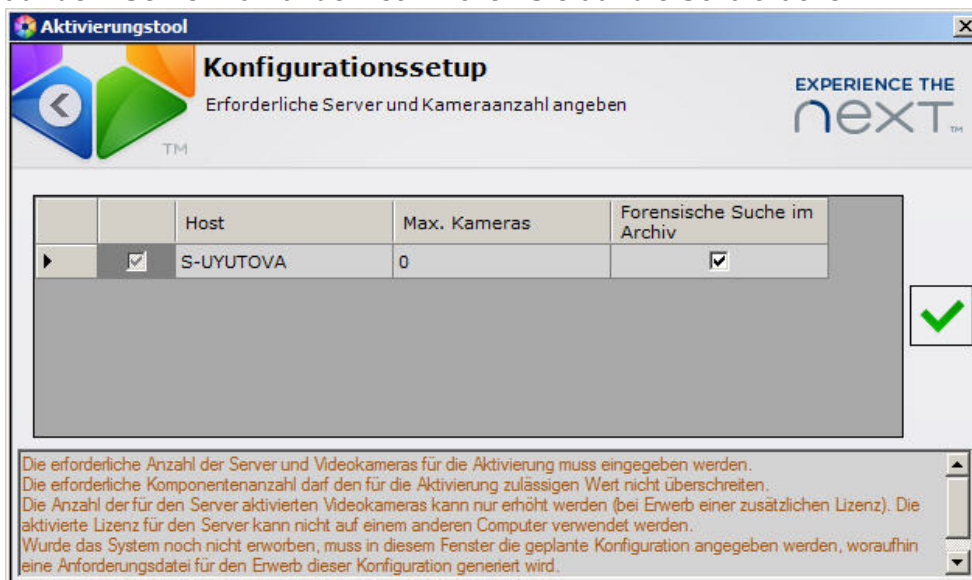 Aktivierungstool
Konfigurationssetup
Erforderliche Server und Kameraanzahl angeben
EXPERIENCE THE
next™
TM
Host
Max. Kameras
Forensische Suche im
Archiv
S-UYUTOVA
0
Die erforderliche Anzahl der Server und Videokameras für die Aktivierung muss eingegeben werden.
Die erforderliche Komponentenanzahl darf den für die Aktivierung zulässigen Wert nicht überschreiten.
Die Anzahl der für den Server aktivierten Videokameras kann nur erhöht werden (bei Erwerb einer zusätzlichen Lizenz). Die
aktivierte Lizenz für den Server kann nicht auf einem anderen Computer verwendet werden.
Wurde das System noch nicht erworben, muss in diesem Fenster die geplante Konfiguration angegeben werden, woraufhin
eine Anforderungsdatei für den Erwerb dieser Konfiguration generiert wird.